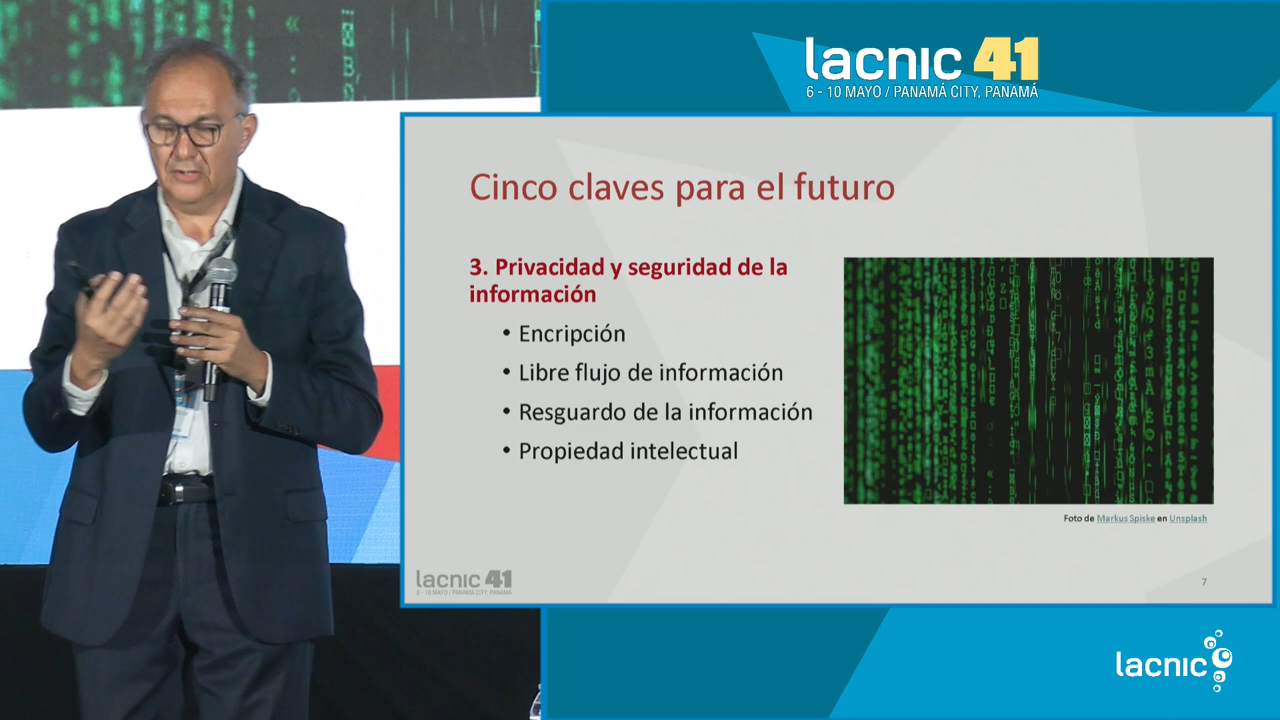 lacnic 41
6 - 10 MAYO / PANAMÁ CITY, PANAMÁ
Cinco claves para el futuro
3. Privacidad y seguridad de la
información
• Encripción
• Libre flujo de información
• Resguardo de la información
• Propiedad intelectual
Foto de Markus Spiske en Unsplash
lacnic 41
6 - 10 MAYO / PANAMÁ CITY, PANAMÁ
7
lacnic